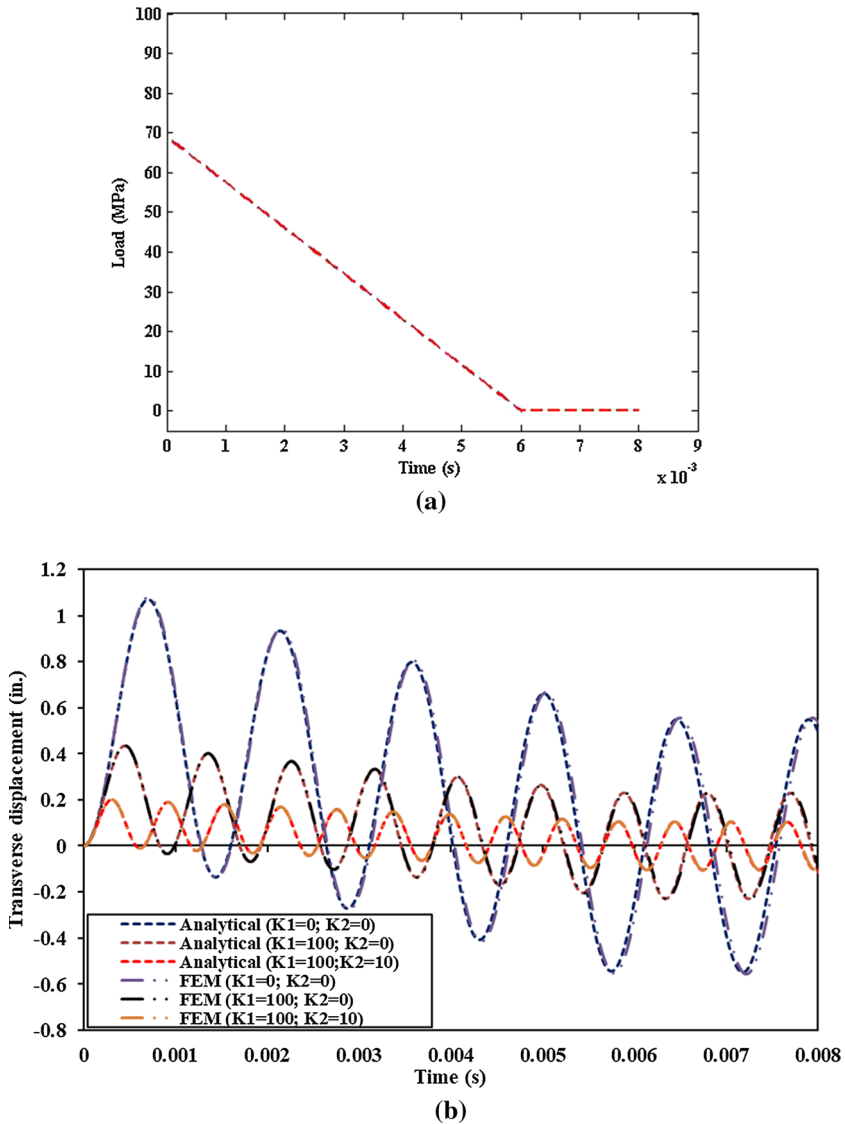 100
90
80
70
60
50
40
30
20
10
0
Load (MPa)
0 1 2 3 4 5 6 7 8 9
Time (s)
x 10-3
(a)
1.2
1
0.8
0.6
0.4
0.2
0
-0.2
-0.4
-0.6
-0.8
Transverse displacement (in.)
Analytical (K1=0; K2=0)
Analytical (K1=100; K2=0)
Analytical (K1=100;K2=10)
FEM (K1=0; K2=0)
FEM (K1=100; K2=0)
FEM (K1=100; K2=10)
0 0.001 0.002 0.003 0.004 0.005 0.006 0.007 0.008
Time (s)
(b)